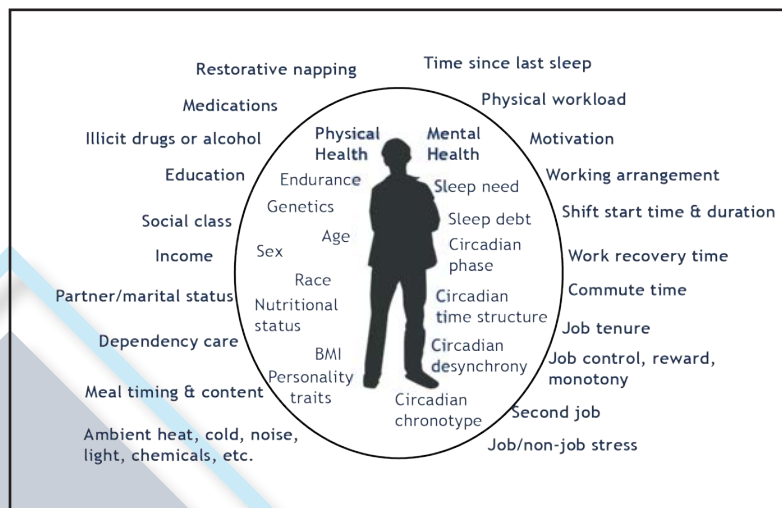 Restorative napping
Medications
Illicit drugs or alcohol
Education
Social class
Income
Partner/marital status
Dependency care
Meal timing & content
Ambient heat, cold, noise,
light, chemicals, etc.
Physical
Health
Endurance
Genetics
Age
Sex
Race
Nutritional
status
BMI
Personality
traits
Mental
Health
Sleep need
Sleep debt
Circadian
phase
Circadian
time structure
Circadian
desynchrony
Circadian
chronotype
Time since last sleep
Physical workload
Motivation
Working arrangement
Shift start time & duration
Work recovery time
Commute time
Job tenure
Job control, reward,
monotony
Second job
Job/non-job stress